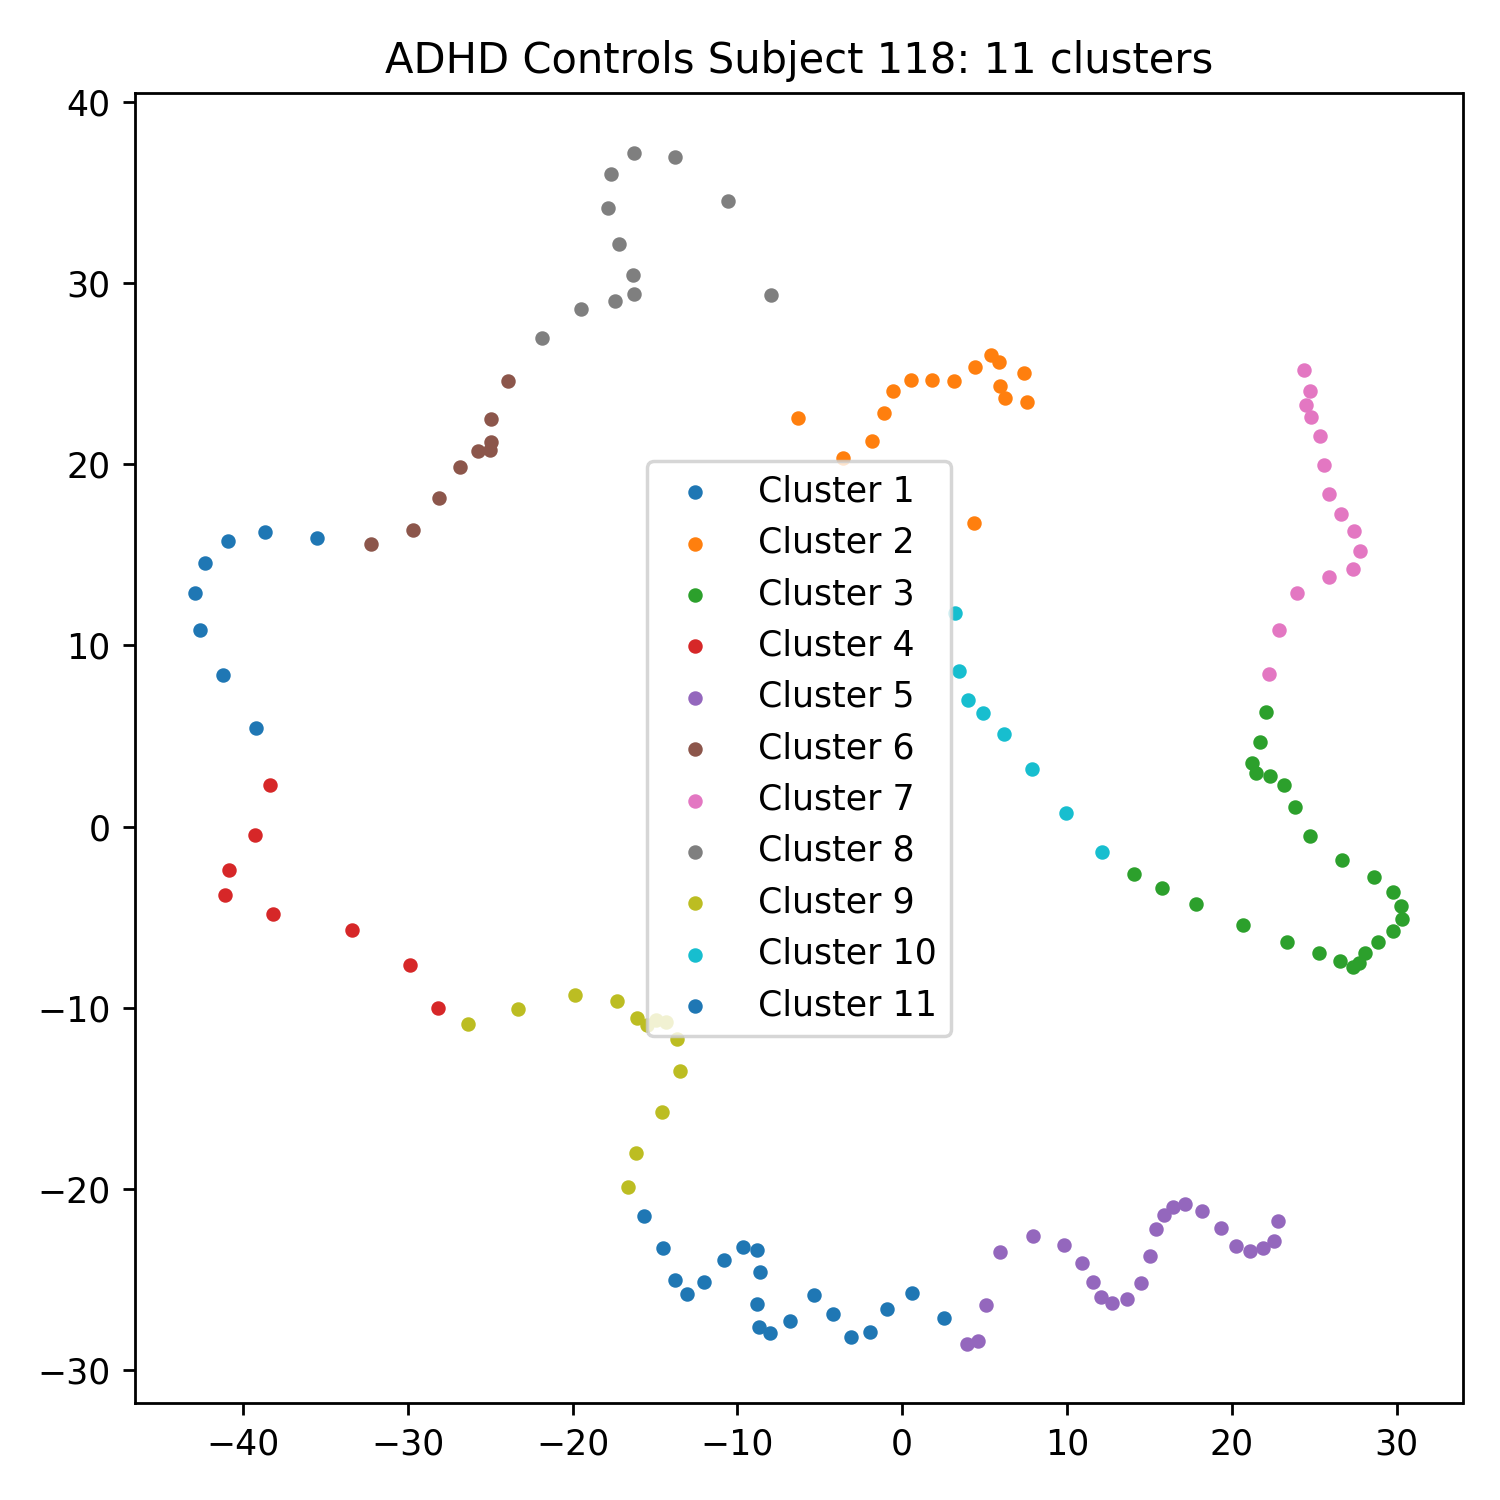 ADHD Controls Subject 118: 11 clusters
40
30
20
10
0
−10
−20
−30
Cluster 1
Cluster 2
Cluster 3
Cluster 4
Cluster 5
Cluster 6
Cluster 7
Cluster 8
Cluster 9
Cluster 10
Cluster 11
−40 −30 −20 −10 0 10 20 30